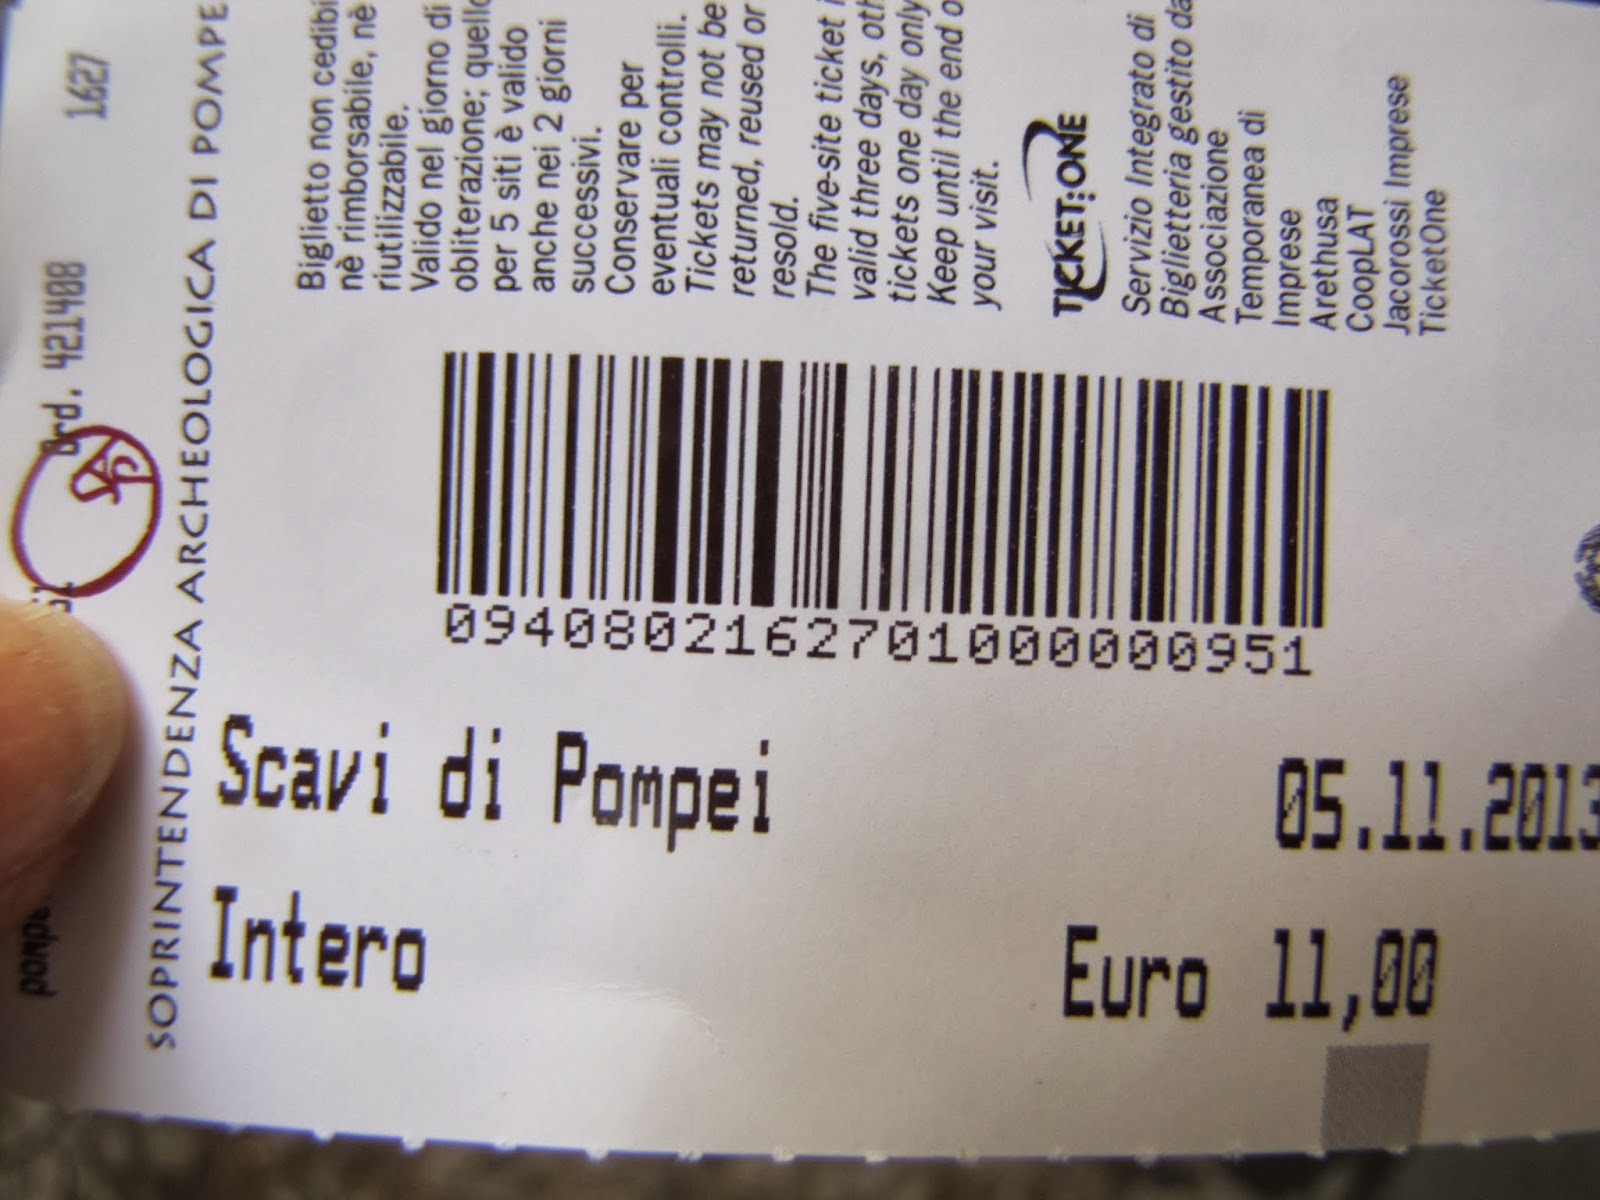 1627
Ord. 421488
SOPRINTENDENZA ARCHEOLOGICA DI POMPE
Biglietto non cedibi
nè rimborsabile, nè
riutilizzabile.
Valido nel giorno di
obliterazione; quello
per 5 siti è valido
anche nei 2 giorni
successivi.
Conservare per
eventuali controlli.
Tickets may not be
returned, reused or
resold.
The five-site ticket i
valid three days, oth
tickets one day only
Keep until the end o
your visit.
TICKET:ONE
Servizio Integrato di
Biglietteria gestito da
Associazione
Temporanea di
Imprese
Arethusa
CoopLAT
Jacorossi Imprese
TicketOne
0940802162701000000951
Scavi di Pompei 05.11.2013
Intero Euro 11,00